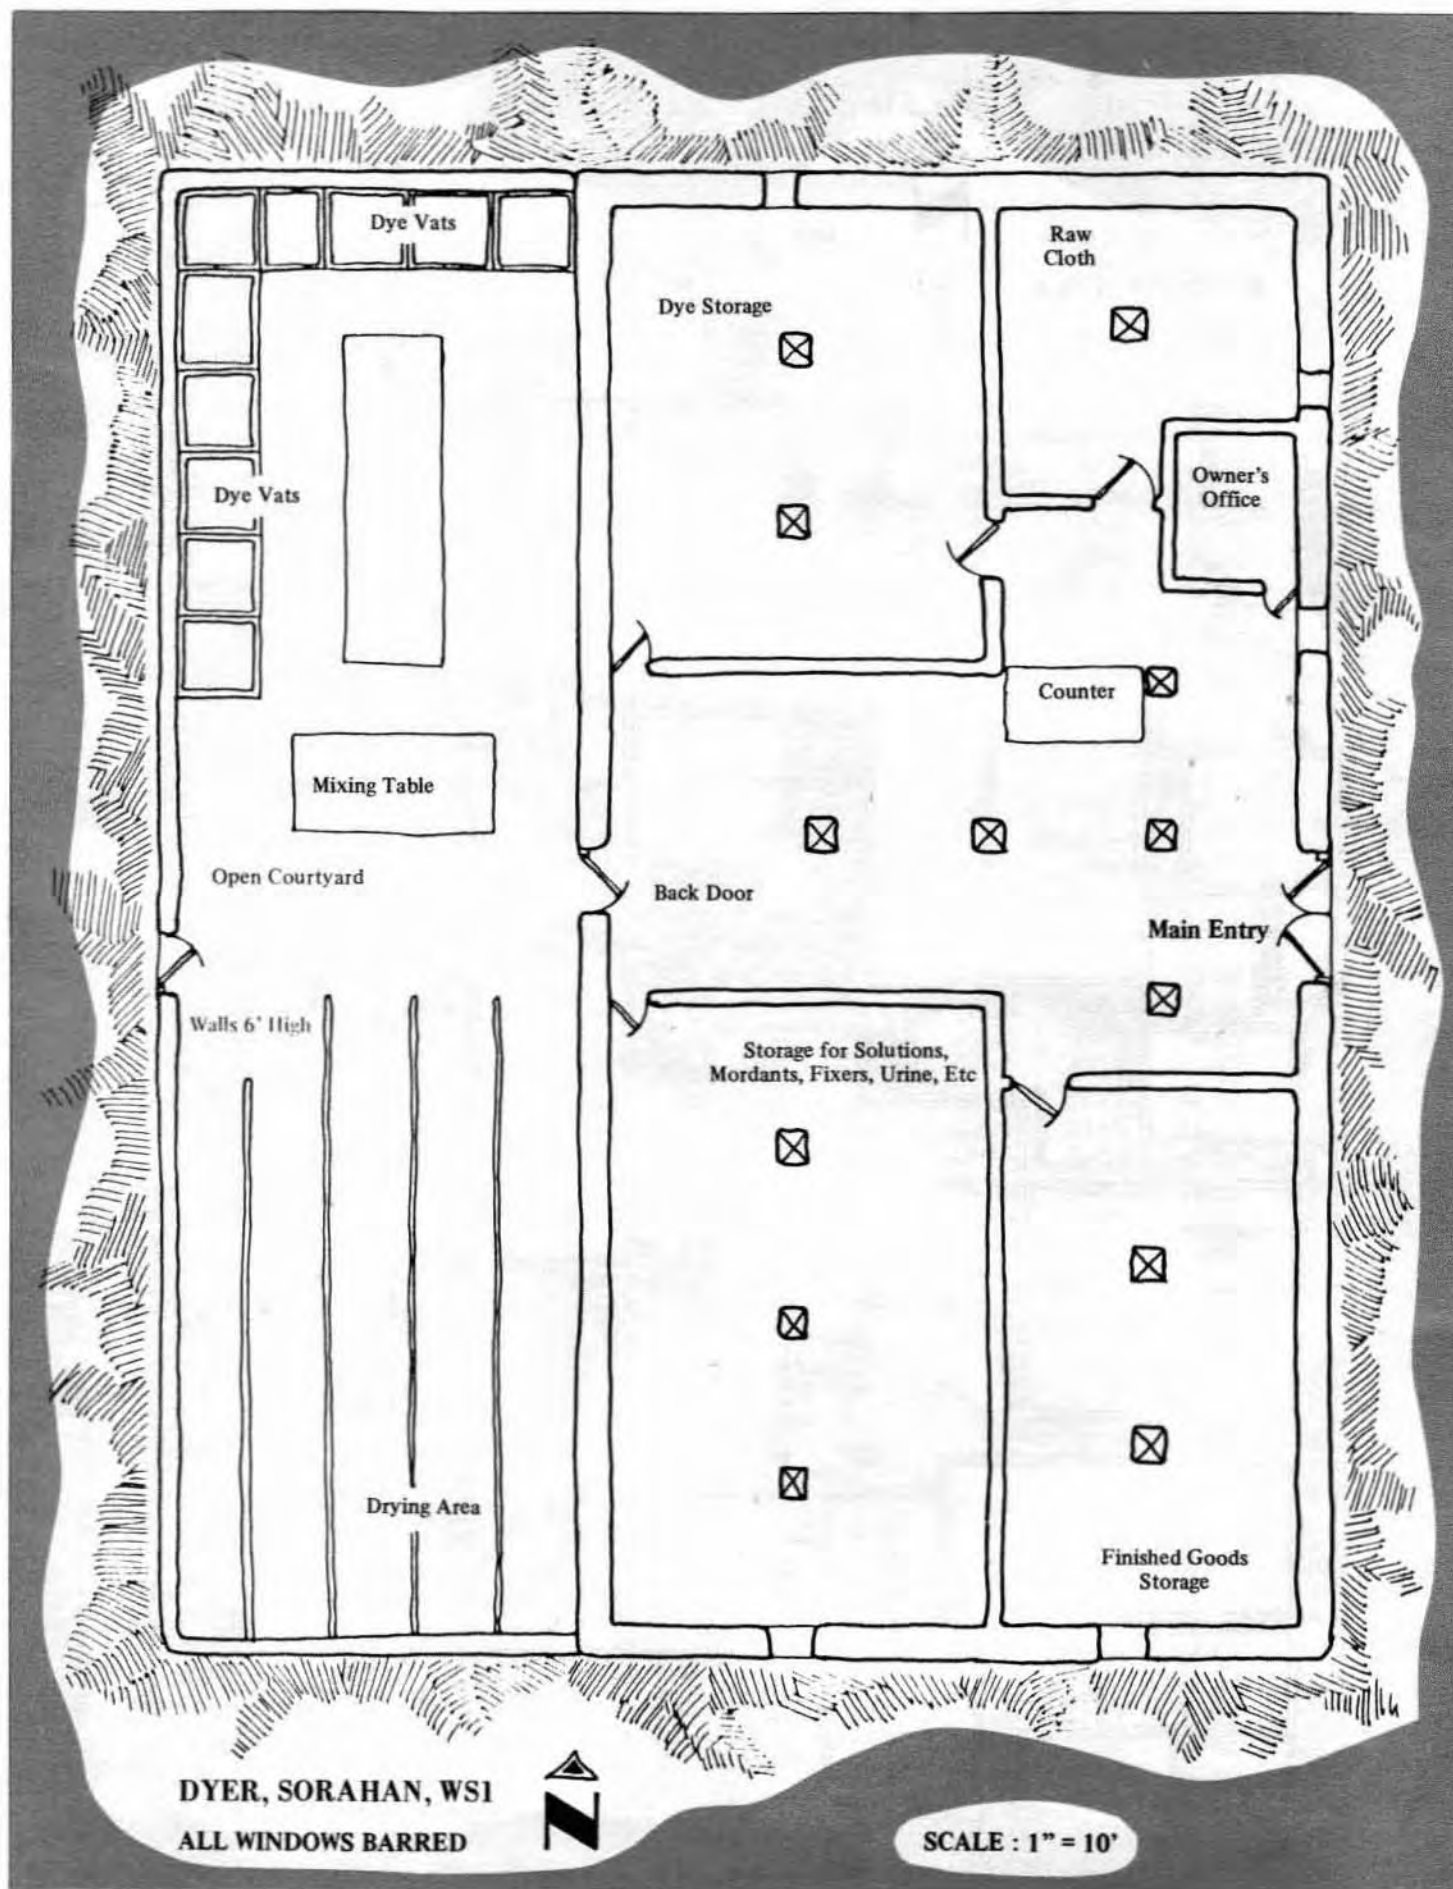 Dye Vats
Raw
Cloth
Dye Storage
Owner's
Office
Dye Vats
Counter
Mixing Table
Open Courtyard
Back Door
Main Entry
Walls 6' High
Storage for Solutions,
Mordants, Fixers, Urine, Etc
Drying Area
Finished Goods
Storage
DYER, SORAHAN, WS1
ALL WINDOWS BARRED
N
SCALE : 1" = 10'